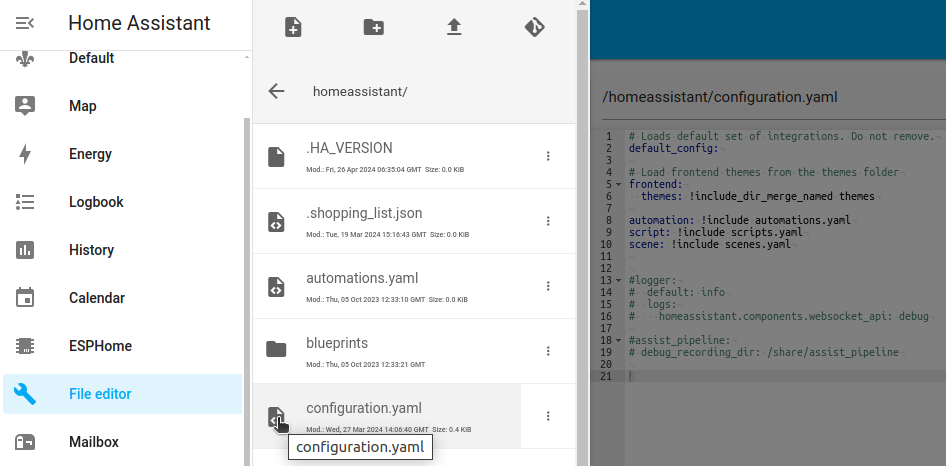 Home Assistant
Default
Map
Energy
Logbook
History
Calendar
ESPHome
File editor
Mailbox
homeassistant/
.HA_VERSION
Mod.: Fri, 26 Apr 2024 06:35:04 GMT Size: 0.0 KiB
.shopping_list.json
Mod.: Tue, 19 Mar 2024 15:16:43 GMT Size: 0.0 KiB
automations.yaml
Mod.: Thu, 05 Oct 2023 12:33:10 GMT Size: 0.0 KiB
blueprints
Mod.: Thu, 05 Oct 2023 12:33:21 GMT
configuration.yaml
Mod.: Wed, 27 Mar 2024 14:06:40 GMT Size: 0.4 KiB
configuration.yaml
/homeassistant/configuration.yaml
1 # Loads default set of integrations. Do not remove.
2 default_config:
3
4 # Load frontend themes from the themes folder
5 frontend:
6   themes: !include_dir_merge_named themes
7
8 automation: !include automations.yaml
9 script: !include scripts.yaml
10 scene: !include scenes.yaml
11
12
13 #logger:
14 #  default: info
15 #  logs:
16 #    homeassistant.components.websocket_api: debug
17
18 #assist_pipeline:
19 # debug_recording_dir: /share/assist_pipeline
20
21